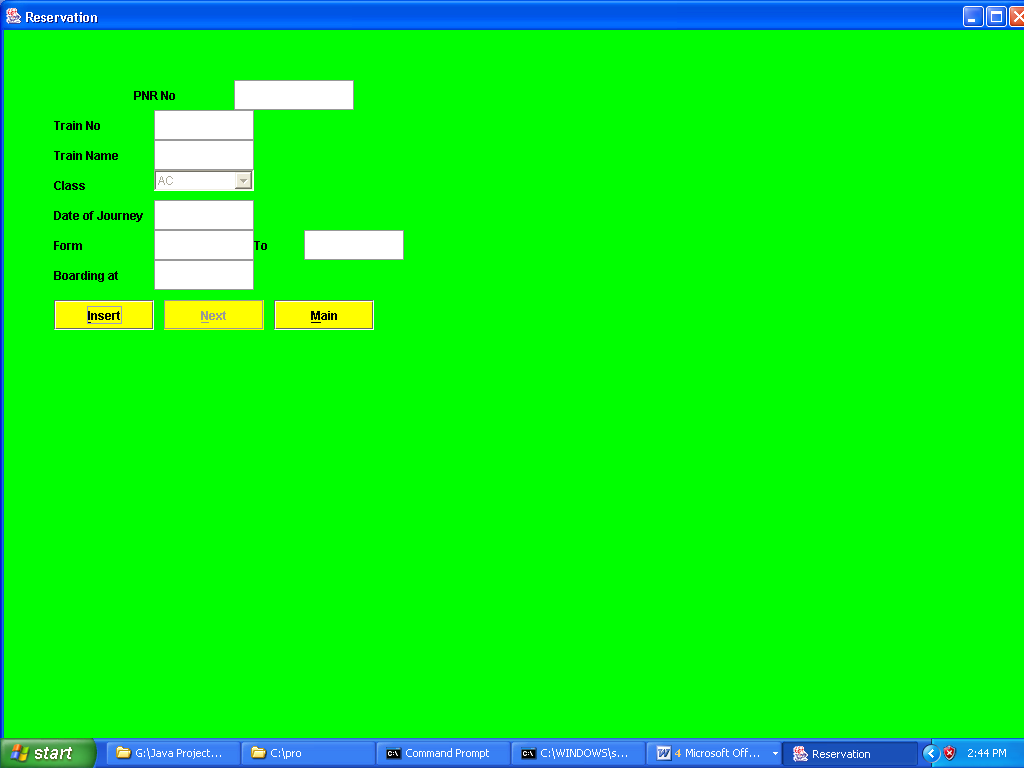 Reservation
PNR No
Train No
Train Name
Class AC
Date of Journey
Form To
Boarding at
Insert Next Main
start G:\Java Project... C:\pro Command Prompt C:\WINDOWS\s... 4 Microsoft Off... Reservation 2:44 PM